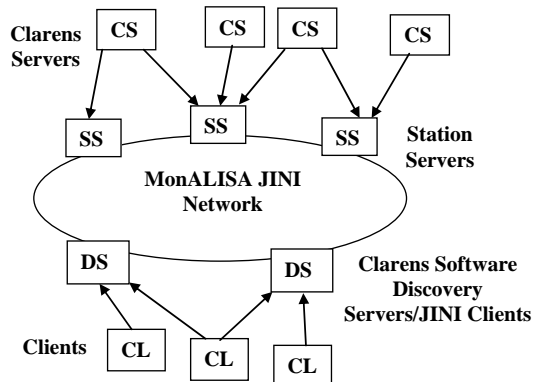 Clarens
Servers
CS
CS
CS
CS
SS
SS
SS
Station
Servers
MonALISA JINI
Network
DS
DS
Clarens Software
Discovery
Servers/JINI Clients
Clients
CL
CL
CL